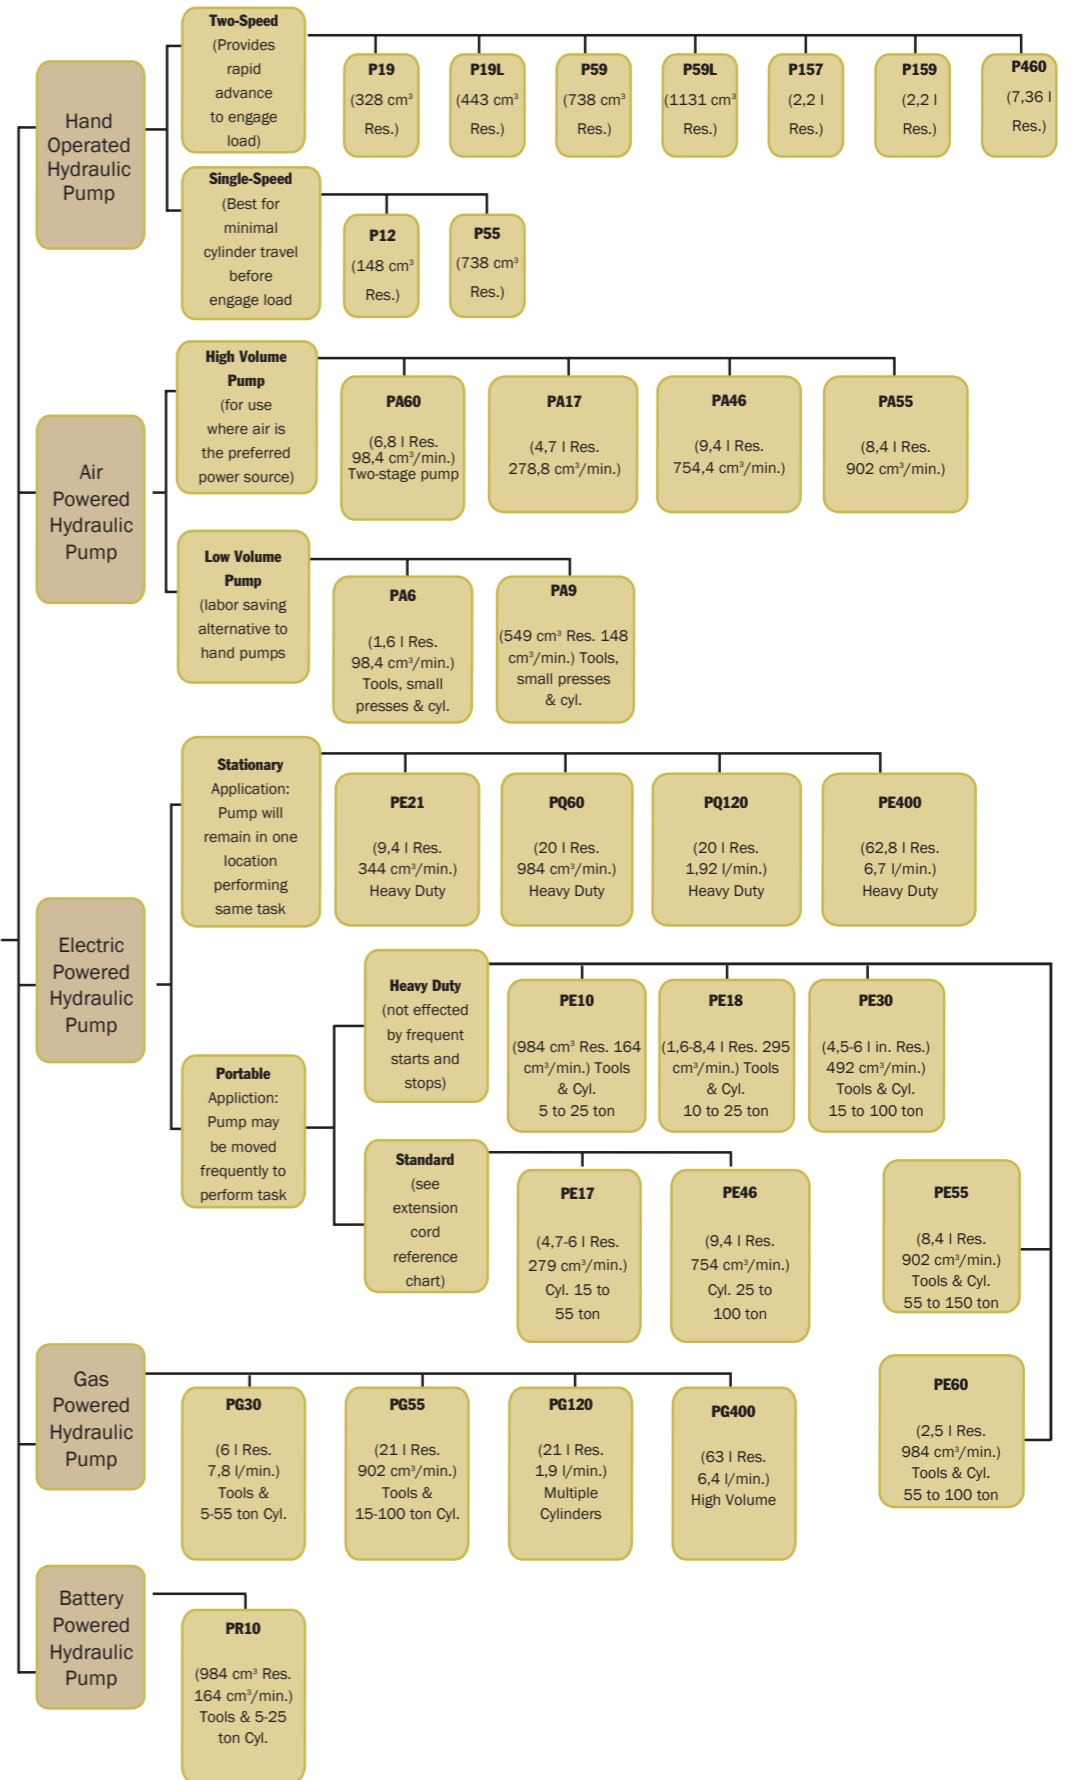 Hand
Operated
Hydraulic
Pump
Two-Speed
(Provides
rapid
advance
to engage
load)
P19
(328 cm³
Res.)
P19L
(443 cm³
Res.)
P59
(738 cm³
Res.)
P59L
(1131 cm³
Res.)
P157
(2,2 l
Res.)
P159
(2,2 l
Res.)
P460
(7,36 l
Res.)
Single-Speed
(Best for
minimal
cylinder travel
before
engage load
P12
(148 cm³
Res.)
P55
(738 cm³
Res.)
Air
Powered
Hydraulic
Pump
High Volume
Pump
(for use
where air is
the preferred
power source)
PA60
(6,8 l Res.
98,4 cm³/min.)
Two-stage pump
PA17
(4,7 l Res.
278,8 cm³/min.)
PA46
(9,4 l Res.
754,4 cm³/min.)
PA55
(8,4 l Res.
902 cm³/min.)
Low Volume
Pump
(labor saving
alternative to
hand pumps
PA6
(1,6 l Res.
98,4 cm³/min.)
Tools, small
presses & cyl.
PA9
(549 cm³ Res. 148
cm³/min.) Tools,
small presses
& cyl.
Electric
Powered
Hydraulic
Pump
Stationary
Application:
Pump will
remain in one
location
performing
same task
PE21
(9,4 l Res.
344 cm³/min.)
Heavy Duty
PQ60
(20 l Res.
984 cm³/min.)
Heavy Duty
PQ120
(20 l Res.
1,92 l/min.)
Heavy Duty
PE400
(62,8 l Res.
6,7 l/min.)
Heavy Duty
Portable
Appliction:
Pump may
be moved
frequently to
perform task
Heavy Duty
(not effected
by frequent
starts and
stops)
PE10
(984 cm³ Res. 164
cm³/min.) Tools
& Cyl.
5 to 25 ton
PE18
(1,6-8,4 l Res. 295
cm³/min.) Tools
& Cyl.
10 to 25 ton
PE30
(4,5-6 l in. Res.)
492 cm³/min.)
Tools & Cyl.
15 to 100 ton
PE55
(8,4 l Res.
902 cm³/min.)
Tools & Cyl.
55 to 150 ton
PE60
(2,5 l Res.
984 cm³/min.)
Tools & Cyl.
55 to 100 ton
Standard
(see
extension
cord
reference
chart)
PE17
(4,7-6 l Res.
279 cm³/min.)
Cyl. 15 to
55 ton
PE46
(9,4 l Res.
754 cm³/min.)
Cyl. 25 to
100 ton
Gas
Powered
Hydraulic
Pump
PG30
(6 l Res.
7,8 l/min.)
Tools &
5-55 ton Cyl.
PG55
(21 l Res.
902 cm³/min.)
Tools &
15-100 ton Cyl.
PG120
(21 l Res.
1,9 l/min.)
Multiple
Cylinders
PG400
(63 l Res.
6,4 l/min.)
High Volume
Battery
Powered
Hydraulic
Pump
PR10
(984 cm³ Res.
164 cm³/min.)
Tools & 5-25
ton Cyl.